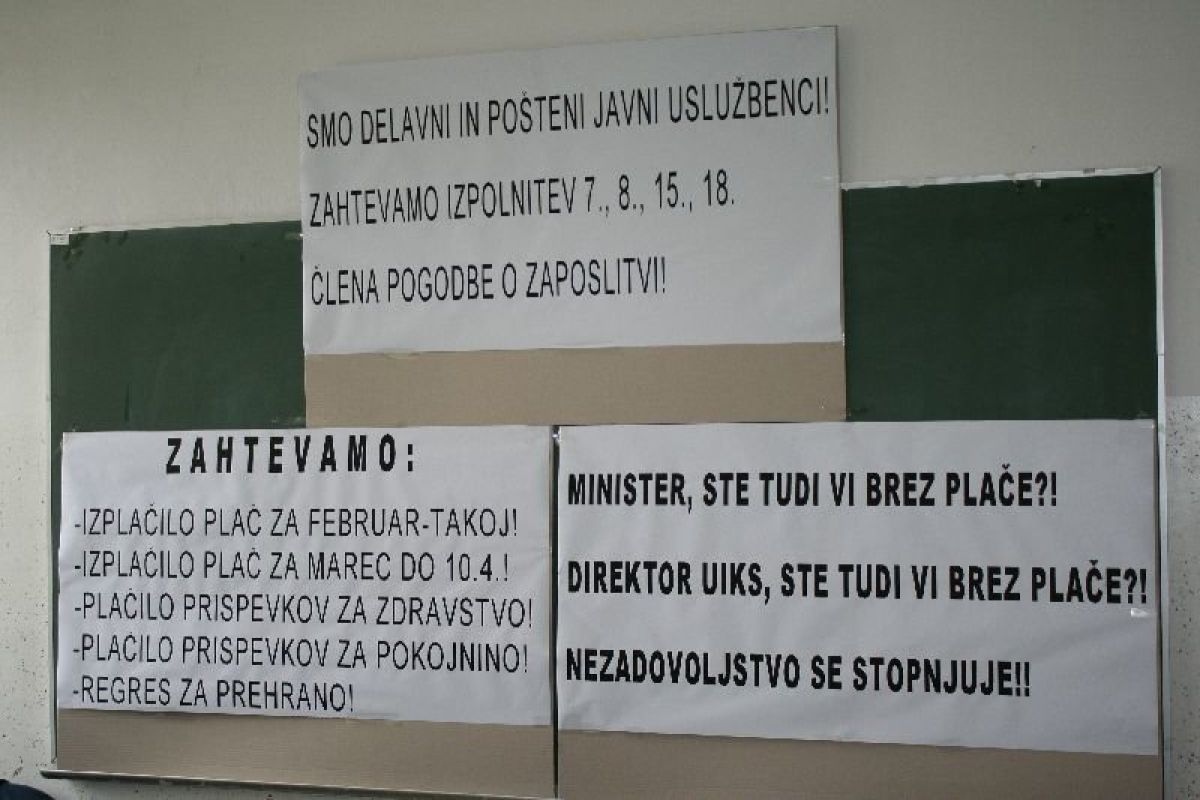 SMO DELAVNI IN POŠTENI JAVNI USLUŽBENCI!
ZAHTEVAMO IZPOLNITEV 7., 8., 15., 18.
ČLENA POGODBE O ZAPOSLITVI!
ZAHTEVAMO:
-IZPLAČILO PLAČ ZA FEBRUAR-TAKOJ!
-IZPLAČILO PLAČ ZA MAREC DO 10.4.!
-PLAČILO PRISPEVKOV ZA ZDRAVSTVO!
-PLAČILO PRISPEVKOV ZA POKOJNINO!
-REGRES ZA PREHRANO!
MINISTER, STE TUDI VI BREZ PLAČE?!
DIREKTOR UIKS, STE TUDI VI BREZ PLAČE?!
NEZADOVOLJSTVO SE STOPNJUJE!!